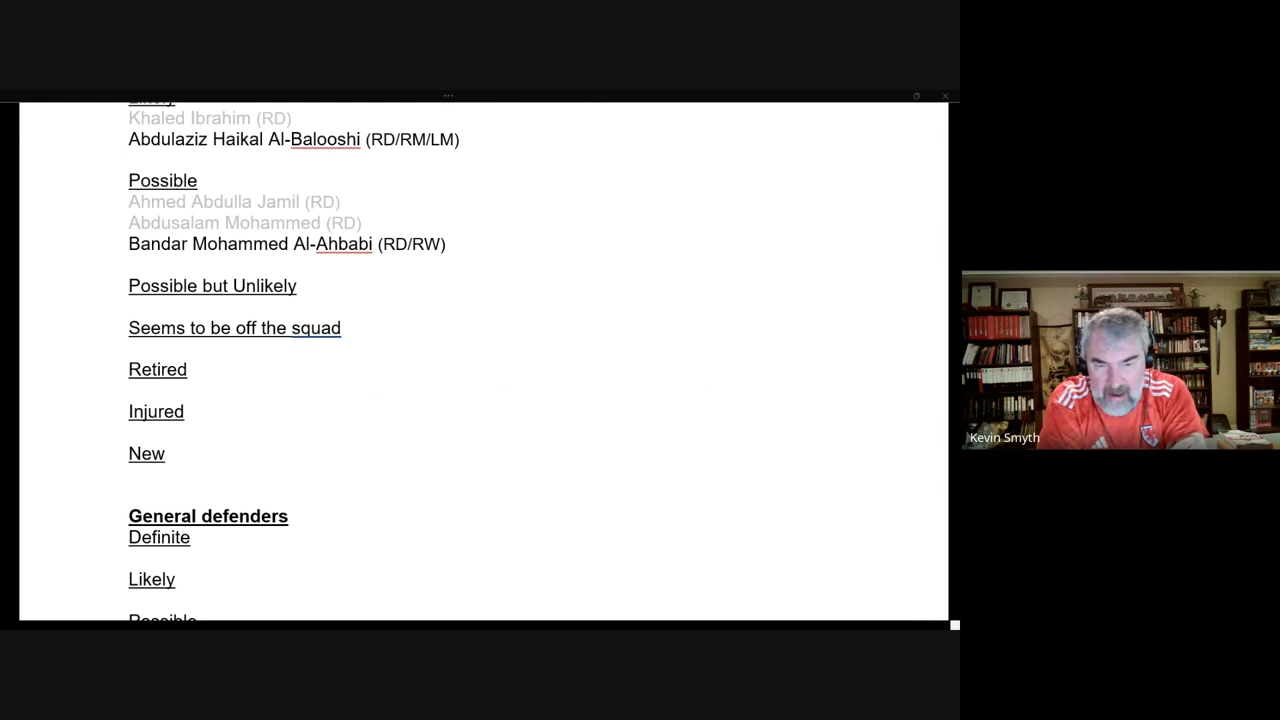 Likely
Khaled Ibrahim (RD)
Abdulaziz Haikal Al-Balooshi (RD/RM/LM)
Possible
Ahmed Abdulla Jamil (RD)
Abdusalam Mohammed (RD)
Bandar Mohammed Al-Ahbabi (RD/RW)
Possible but Unlikely
Seems to be off the squad
Retired
Injured
New
General defenders
Definite
Likely
Possible
Kevin Smyth